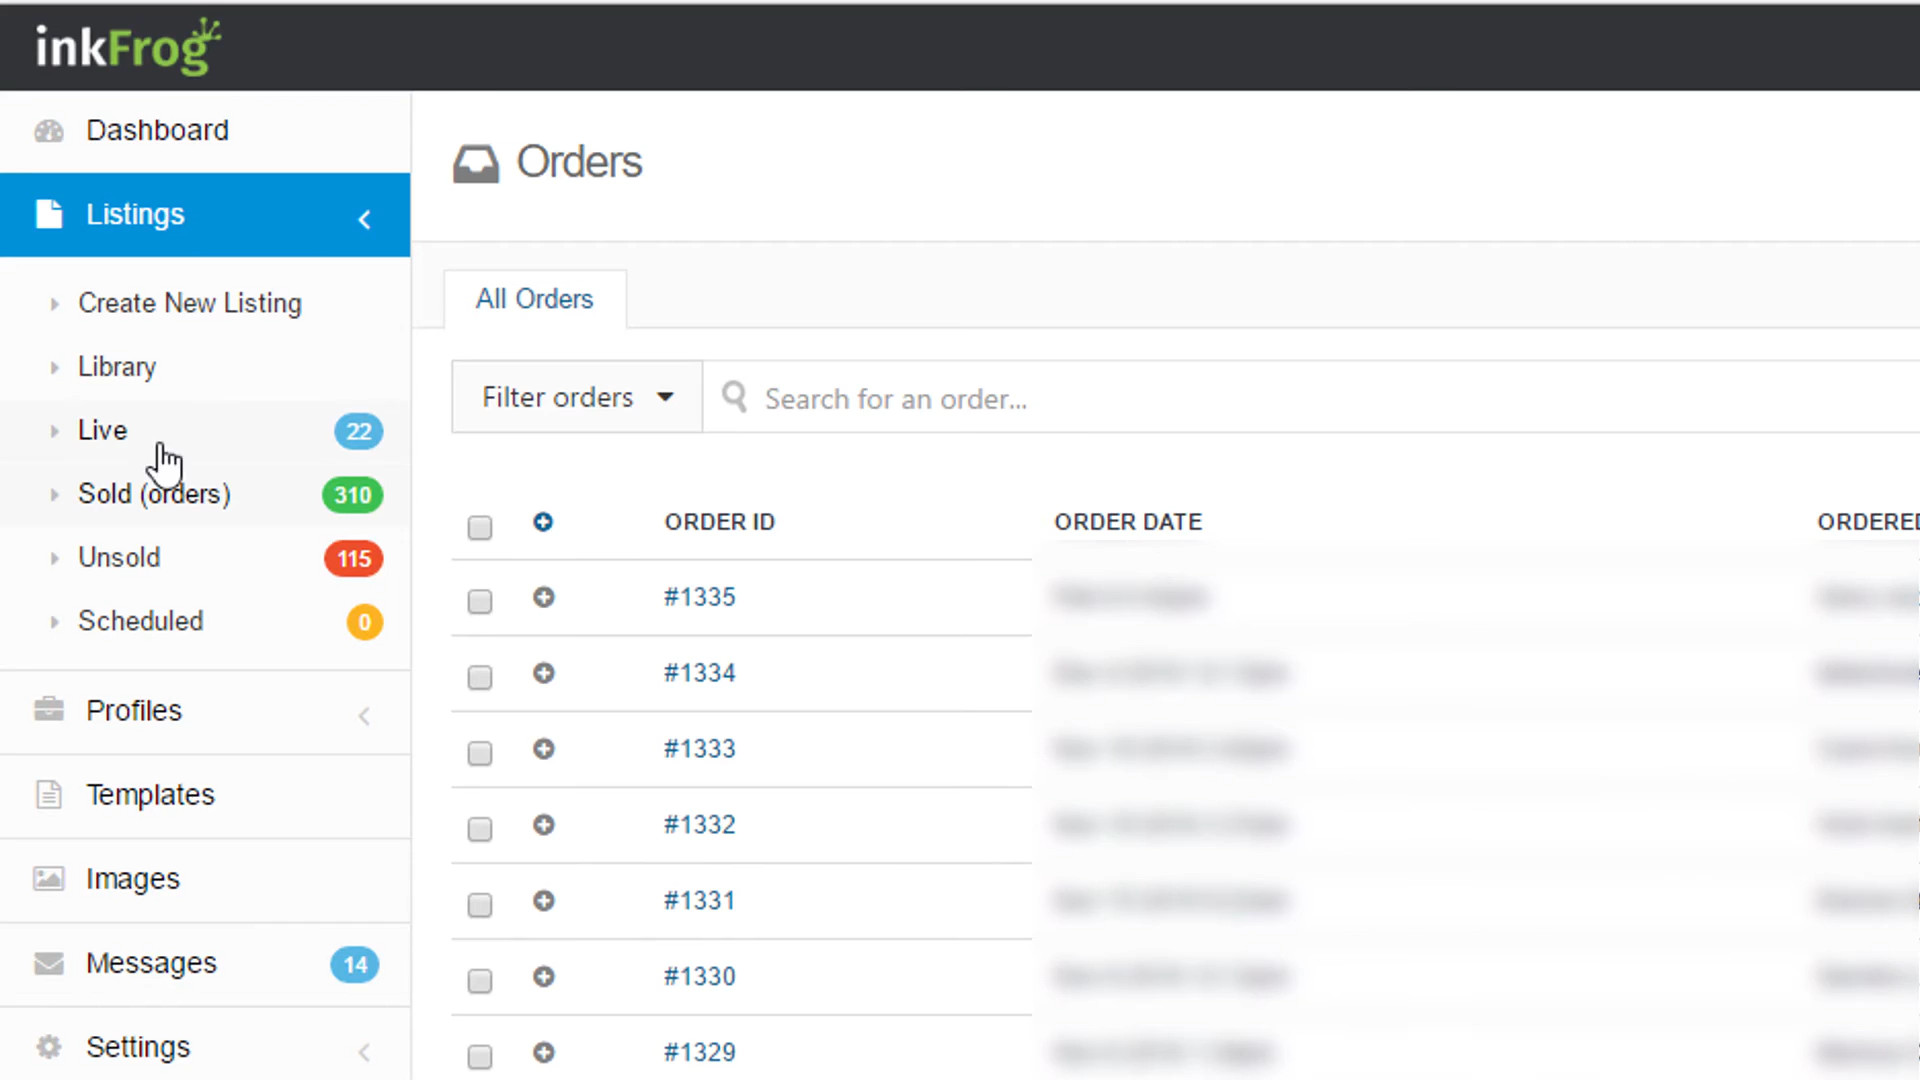 inkFrog
Dashboard
Listings
Create New Listing
Library
Live 22
Sold (orders) 310
Unsold 115
Scheduled 0
Profiles
Templates
Images
Messages 14
Settings
Orders
All Orders
Filter orders
Search for an order...
ORDER ID ORDER DATE ORDERED
#1335
#1334
#1333
#1332
#1331
#1330
#1329